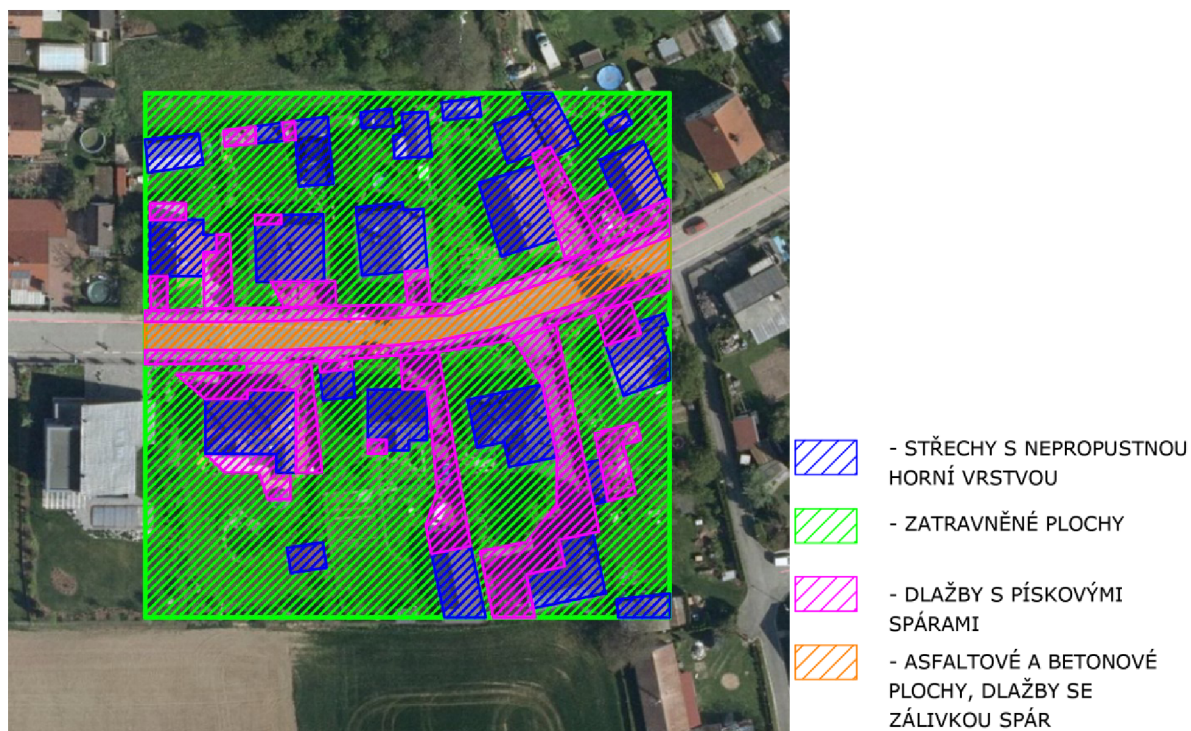 - STŘECHY S NEPROPUSTNOU
HORNÍ VRSTVOU
- ZATRAVNĚNÉ PLOCHY
- DLAŽBY S PÍSKOVÝMI
SPÁRAMI
- ASFALTOVÉ A BETONOVÉ
PLOCHY, DLAŽBY SE
ZÁLIVKOU SPÁR